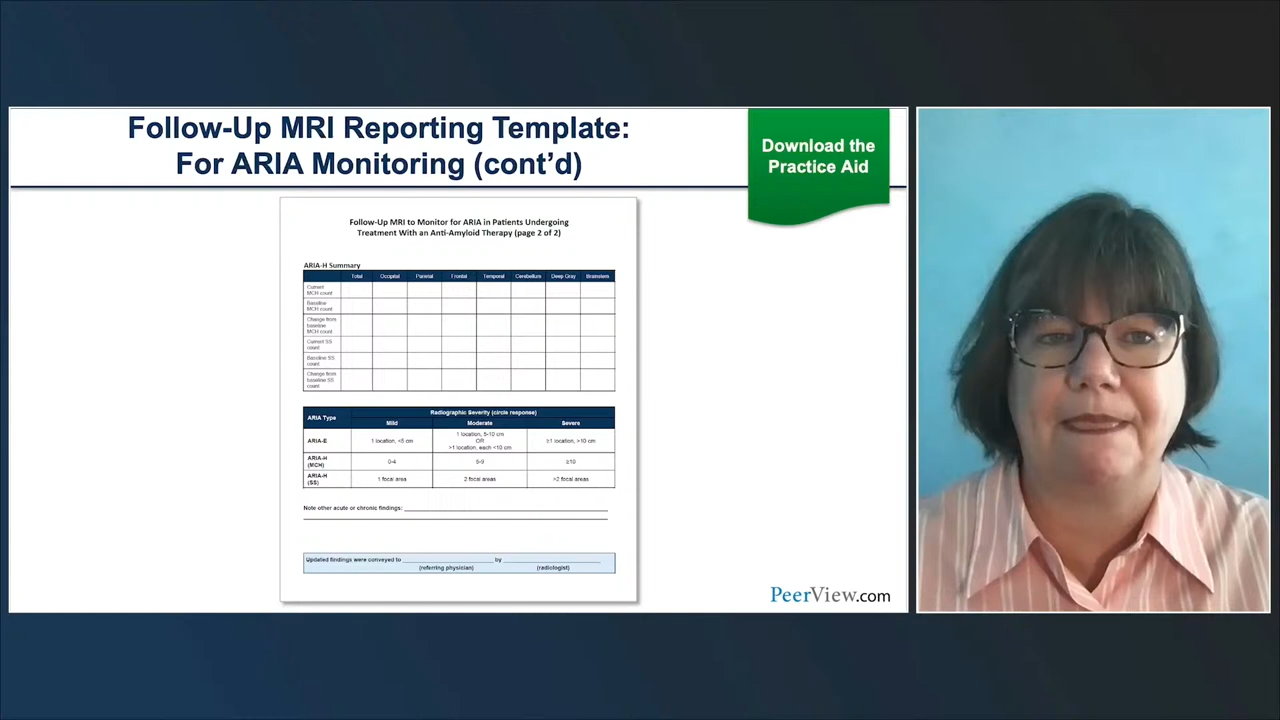 Follow-Up MRI Reporting Template:
For ARIA Monitoring (cont'd)
Download the
Practice Aid
Follow-Up MRI to Monitor for ARIA in Patients Undergoing
Treatment With an Anti-Amyloid Therapy (page 2 of 2)
ARIA-H Summary
Total Occipital Parietal Frontal Temporal Cerebellum Deep Gray Brainstem
Current
MCH count
Baseline
MCH count
Change from
baseline
MCH count
Current SS
count
Baseline SS
count
Change from
baseline SS
count
ARIA Type
Radiographic Severity (circle response)
Mild Moderate Severe
ARIA-E
1 location, <5 cm
1 location, 5-10 cm
OR
>1 location, each <10 cm
≥1 location, >10 cm
ARIA-H
(MCH)
0-4
5-9
≥10
ARIA-H
(SS)
1 focal area
2 focal areas
>2 focal areas
Note other acute or chronic findings:
Updated findings were conveyed to by
(referring physician) (radiologist)
PeerView.com